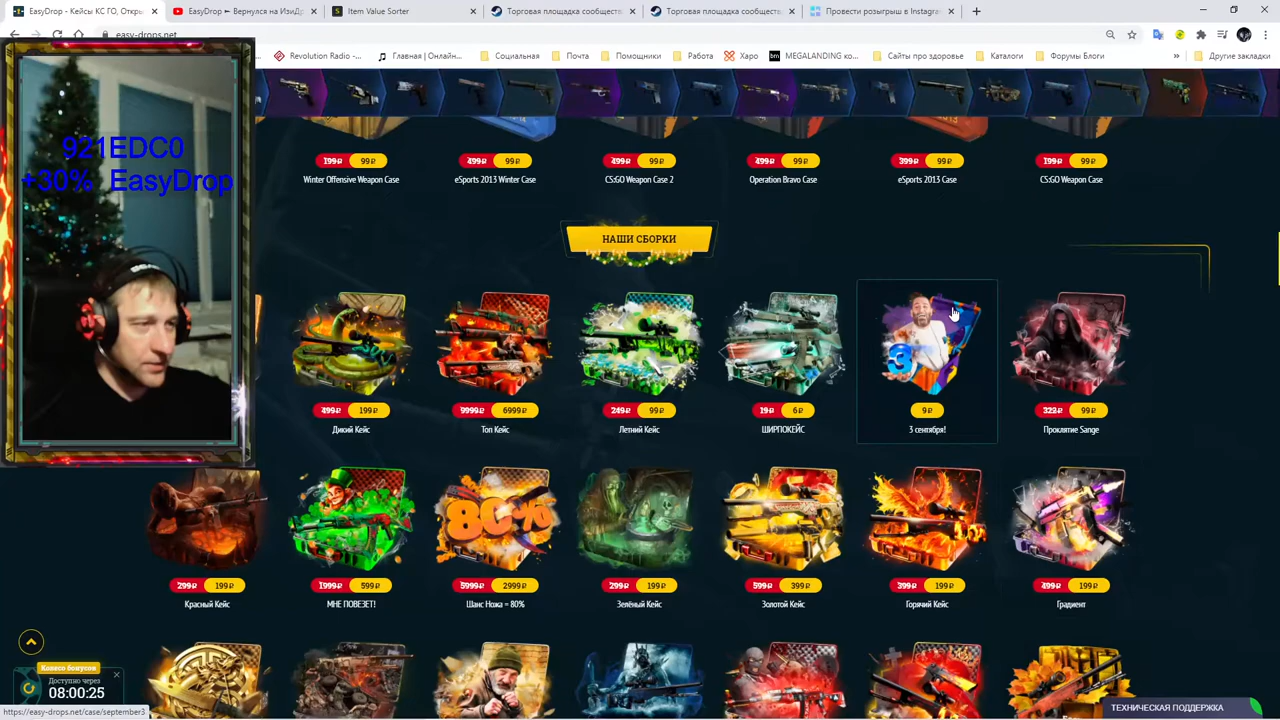 EasyDrop - Кейсы КС ГО, Откры
EasyDrop ► Вернулся на ИзиДр
Item Value Sorter
Торговая площадка сообществ
Торговая площадка сообществ
Провести розыгрыш в Instagra
easy-drops.net
Revolution Radio -...
Главная | Онлайн...
Социальная
Почта
Помощники
Работа
Харо
MEGALANDING ко...
Сайты про здоровье
Каталоги
Форумы Блоги
»
Другие закладки
921EDC0
+30% EasyDrop
199₽ 99₽ 499₽ 99₽ 499₽ 99₽ 499₽ 99₽ 399₽ 99₽ 199₽ 99₽
Winter Offensive Weapon Case eSports 2013 Winter Case CS:GO Weapon Case 2 Operation Bravo Case eSports 2013 Case CS:GO Weapon Case
НАШИ СБОРКИ
3
499₽ 199₽ 9999₽ 6999₽ 249₽ 99₽ 19₽ 6₽ 9₽ 322₽ 99₽
Дикий Кейс Топ Кейс Летний Кейс ШИРПОКЕЙС 3 сентября! Проклятие Sange
80%
299₽ 199₽ 1999₽ 599₽ 5999₽ 2999₽ 299₽ 199₽ 599₽ 399₽ 399₽ 199₽ 499₽ 199₽
Красный Кейс МНЕ ПОВЕЗЕТ! Шанс Ножа = 80% Зелёный Кейс Золотой Кейс Горячий Кейс Градиент
Колесо бонусов
Доступно через
08:00:25
https://easy-drops.net/case/september3
ТЕХНИЧЕСКАЯ ПОДДЕРЖКА